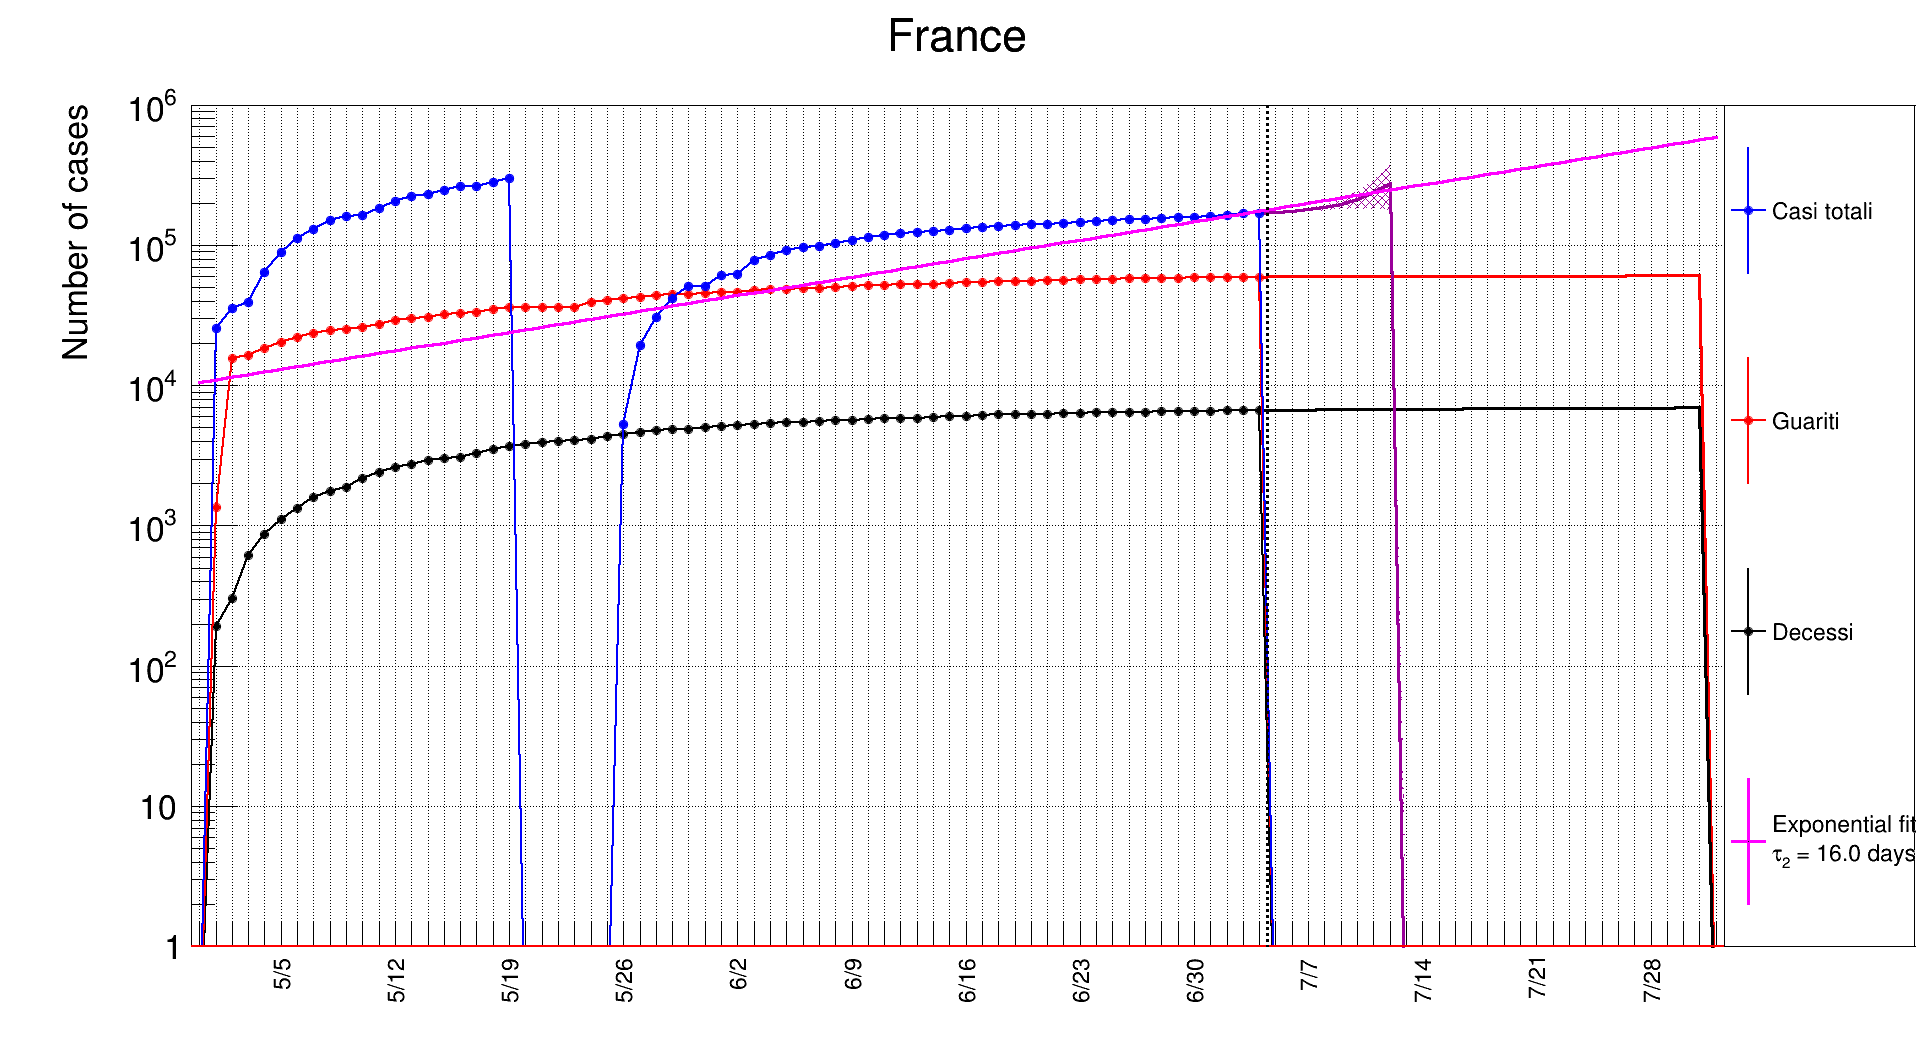 France
Number of cases
10^6
10^5
10^4
10^3
10^2
10
1
5/5
5/12
5/19
5/26
6/2
6/9
6/16
6/23
6/30
7/7
7/14
7/21
7/28
Casi totali
Guariti
Decessi
Exponential fit
τ₂ = 16.0 days